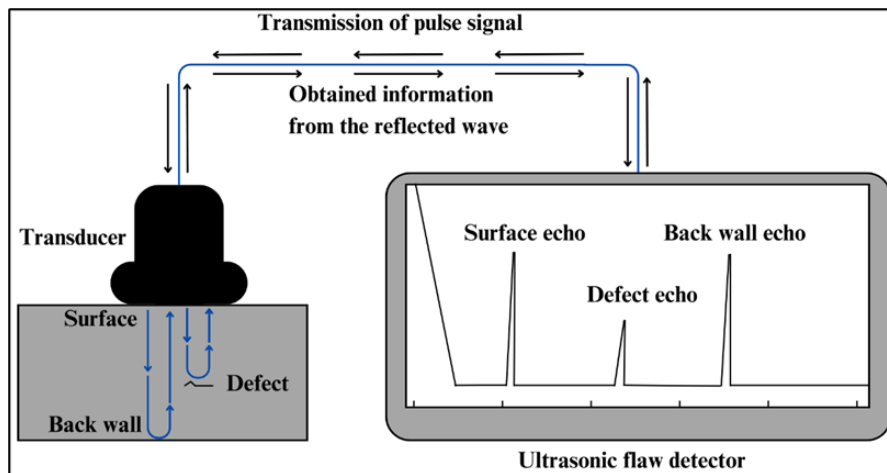 Transmission of pulse signal
Obtained information
from the reflected wave
Transducer
Surface
Defect
Back wall
Surface echo
Back wall echo
Defect echo
Ultrasonic flaw detector